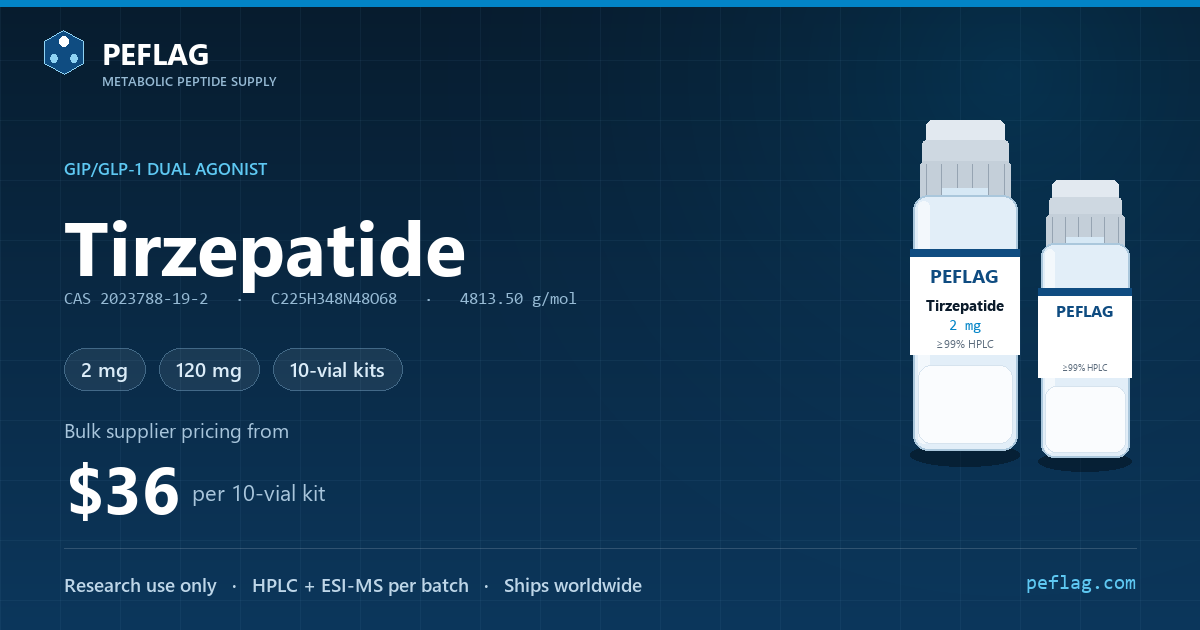 PEFLAG
METABOLIC PEPTIDE SUPPLY
GIP/GLP-1 DUAL AGONIST
Tirzepatide
CAS 2023788-19-2 · C225H348N48O68 · 4813.50 g/mol
2 mg 120 mg 10-vial kits
Bulk supplier pricing from
$36 per 10-vial kit
Research use only · HPLC + ESI-MS per batch · Ships worldwide
peflag.com
PEFLAG
Tirzepatide
2 mg
≥99% HPLC
PEFLAG
≥99% HPLC